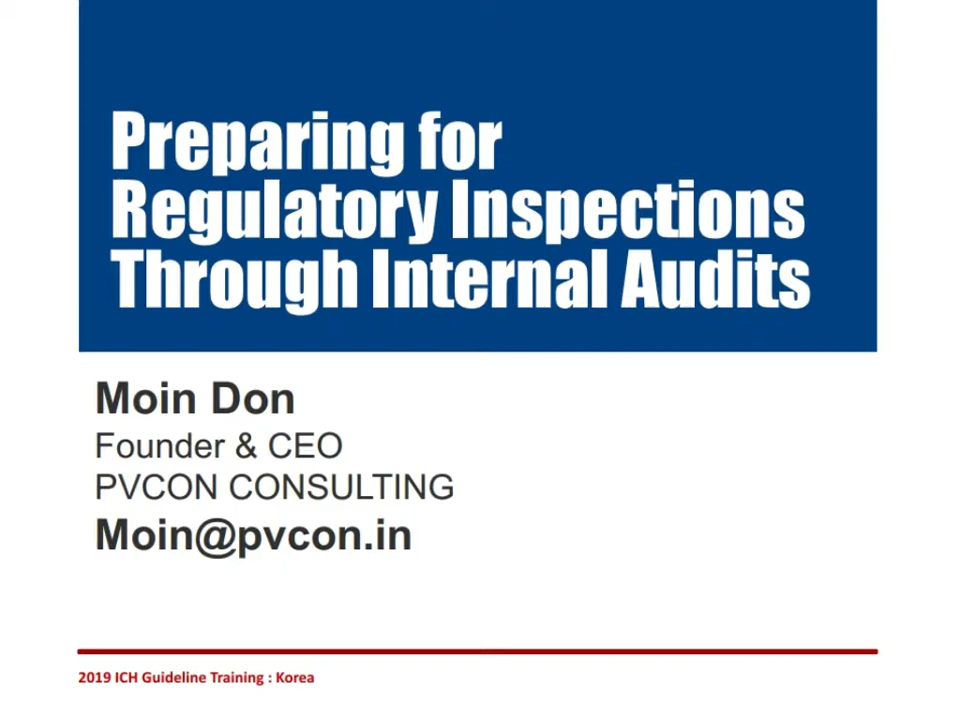 Preparing for
Regulatory Inspections
Through Internal Audits
Moin Don
Founder & CEO
PVCON CONSULTING
Moin@pvcon.in
2019 ICH Guideline Training : Korea